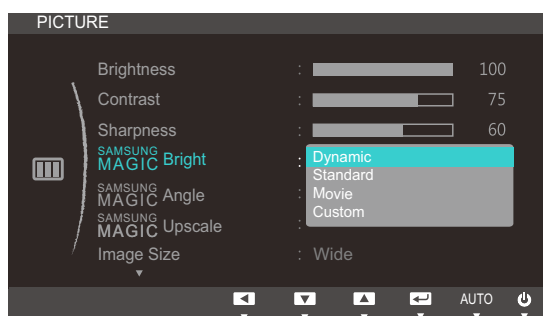 PICTURE
Brightness : 100
Contrast : 75
Sharpness : 60
SAMSUNG MAGIC Bright : Dynamic
Standard
SAMSUNG MAGIC Angle : Movie
Custom
SAMSUNG MAGIC Upscale :
Image Size : Wide
AUTO